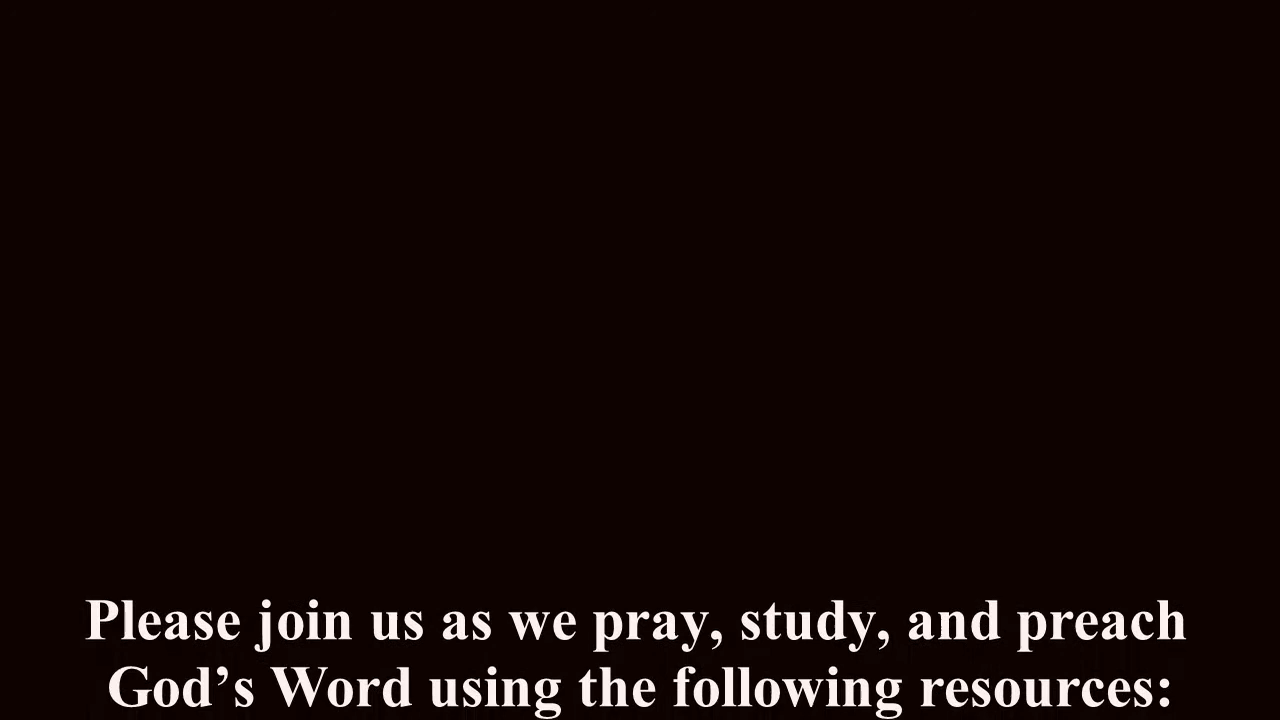 Please join us as we pray, study, and preach
God’s Word using the following resources: